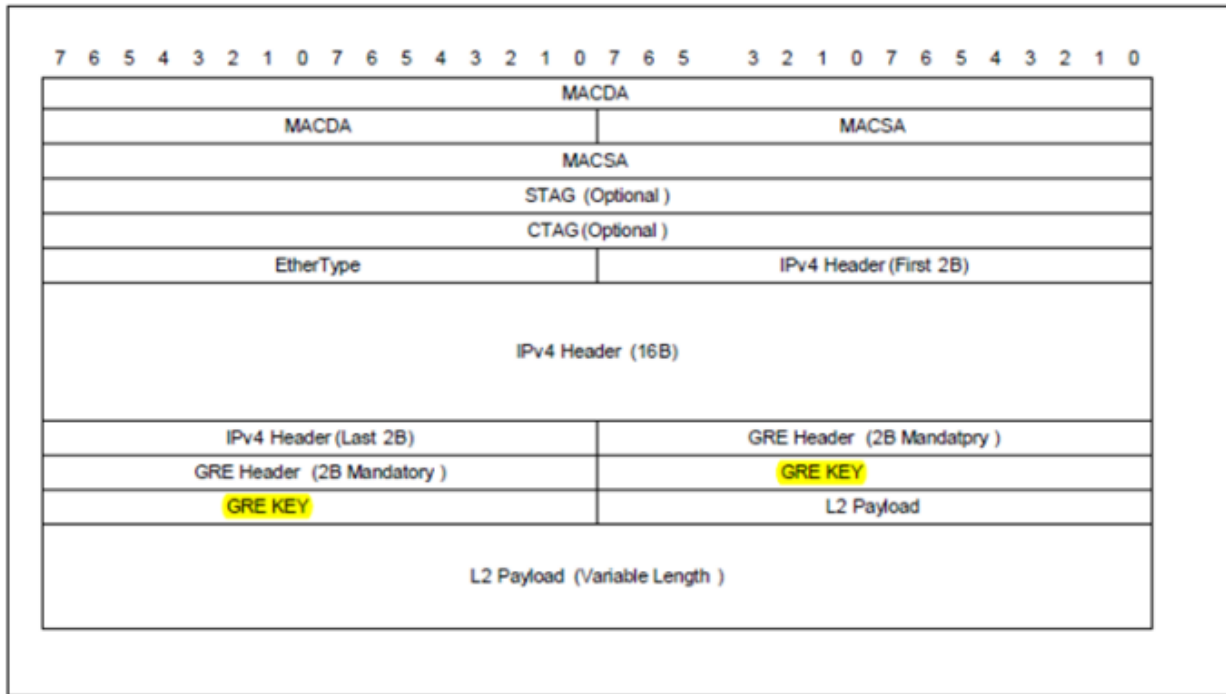 7 6 5 4 3 2 1 0 7 6 5 4 3 2 1 0 7 6 5 3 2 1 0 7 6 5 4 3 2 1 0
MACDA
MACDA MACSA
MACSA
STAG (Optional )
CTAG (Optional )
EtherType IPv4 Header (First 2B)
IPv4 Header (16B)
IPv4 Header (Last 2B) GRE Header (2B Mandatpry )
GRE Header (2B Mandatory ) GRE KEY
GRE KEY L2 Payload
L2 Payload (Variable Length )